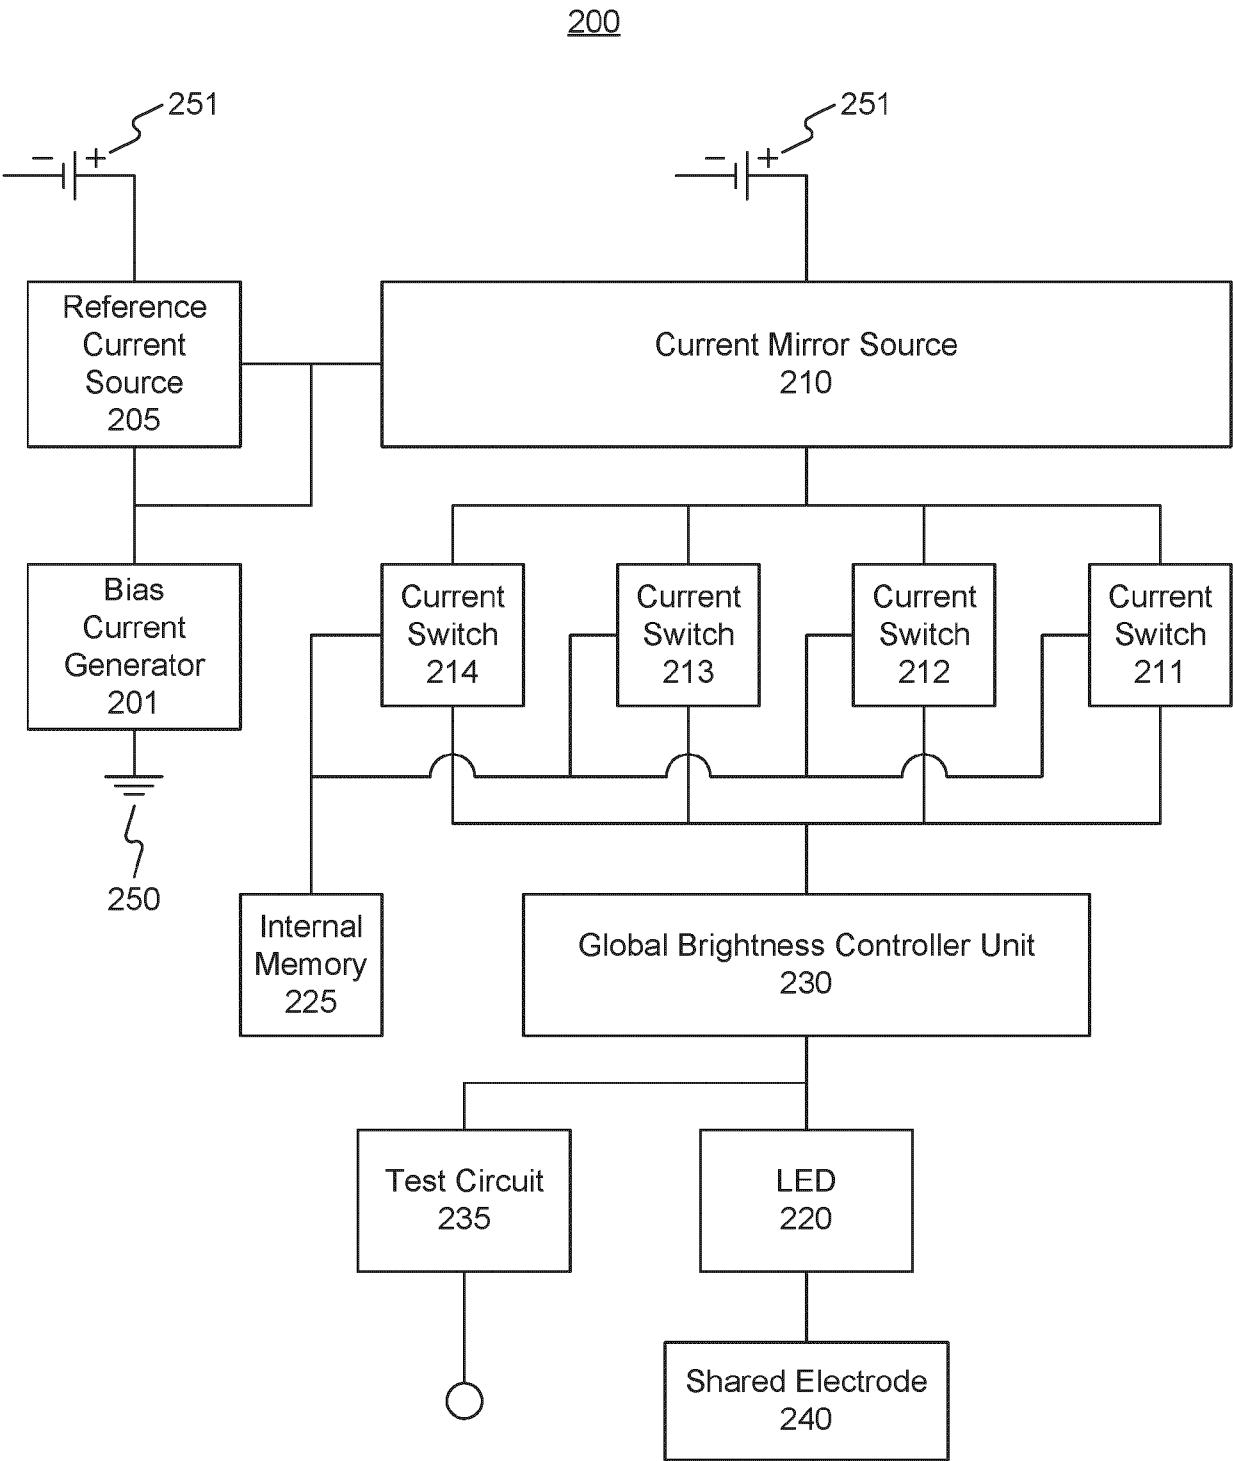 200
251
251
− +
− +
Reference
Current
Source
205
Current Mirror Source
210
Bias
Current
Generator
201
Current
Switch
214
Current
Switch
213
Current
Switch
212
Current
Switch
211
250
Internal
Memory
225
Global Brightness Controller Unit
230
Test Circuit
235
LED
220
Shared Electrode
240